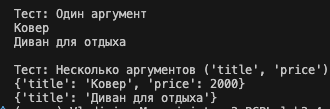 Тест: Один аргумент
Ковер
Диван для отдыха

Тест: Несколько аргументов ('title', 'price')
{'title': 'Ковер', 'price': 2000}
{'title': 'Диван для отдыха'}